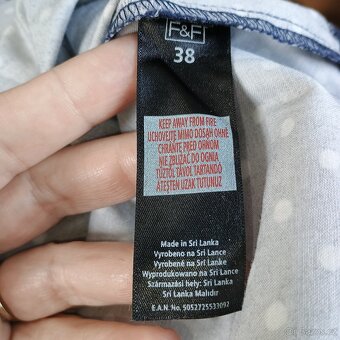 F&F
38
KEEP AWAY FROM FIRE
UCHOVEJTE MIMO DOSAH OHNĚ
CHRÁŇTE PRED OHŇOM
NIE ZBLIŻAĆ DO OGNIA
TŰZTŐL TÁVOL TARTANDÓ
ATEŞTEN UZAK TUTUNUZ
Made in Sri Lanka
Vyrobeno na Srí Lance
Vyrobené na Srí Lanke
Wyprodukowano na Sri Lance
Származási hely: Srí Lanka
Sri Lanka Malıdır
E.A.N. No. 5052725533092